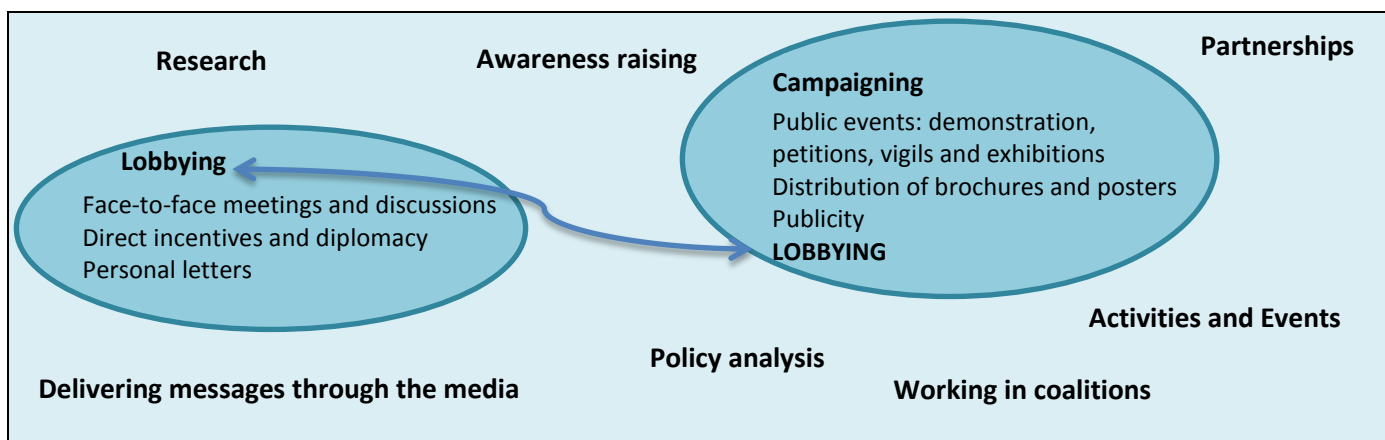 Research
Awareness raising
Partnerships
Lobbying
Face-to-face meetings and discussions
Direct incentives and diplomacy
Personal letters
Campaigning
Public events: demonstration,
petitions, vigils and exhibitions
Distribution of brochures and posters
Publicity
LOBBYING
Activities and Events
Policy analysis
Delivering messages through the media
Working in coalitions